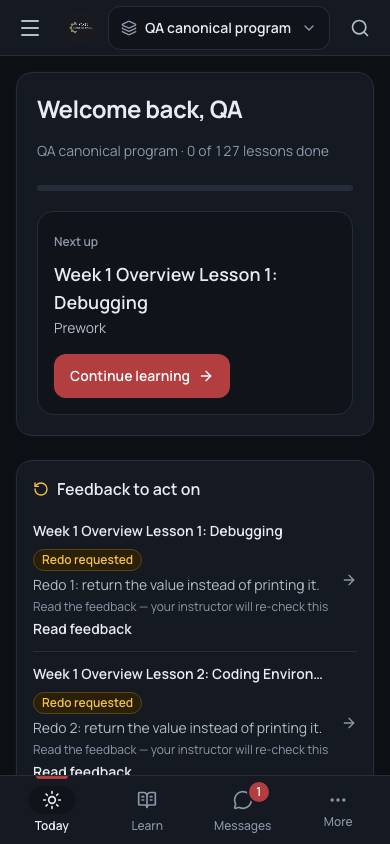 QA canonical program
Welcome back, QA
QA canonical program · 0 of 127 lessons done
Next up
Week 1 Overview Lesson 1:
Debugging
Prework
Continue learning
Feedback to act on
Week 1 Overview Lesson 1: Debugging
Redo requested
Redo 1: return the value instead of printing it.
Read the feedback — your instructor will re-check this
Read feedback
Week 1 Overview Lesson 2: Coding Environ...
Redo requested
Redo 2: return the value instead of printing it.
Read the feedback — your instructor will re-check this
Read feedback
1
Today
Learn
Messages
More